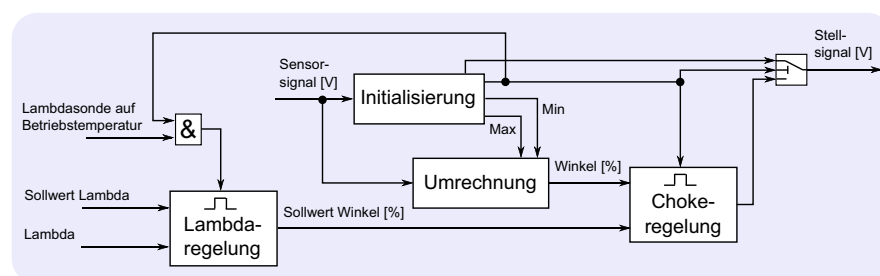 Stell-
signal [V]
Sensor-
signal [V]
Initialisierung
Min
Max
Lambdasonde auf
Betriebstemperatur
&
Umrechnung
Winkel [%]
Choke-
regelung
Sollwert Lambda
Lambda
Lambda-
regelung
Sollwert Winkel [%]